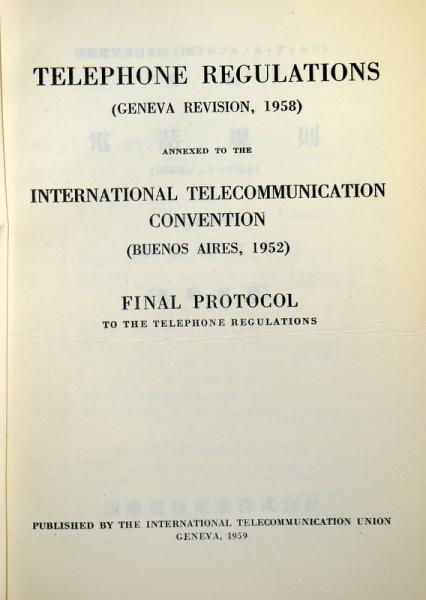 TELEPHONE REGULATIONS
(GENEVA REVISION, 1958)
ANNEXED TO THE
INTERNATIONAL TELECOMMUNICATION
CONVENTION
(BUENOS AIRES, 1952)
FINAL PROTOCOL
TO THE TELEPHONE REGULATIONS
PUBLISHED BY THE INTERNATIONAL TELECOMMUNICATION UNION
GENEVA, 1959